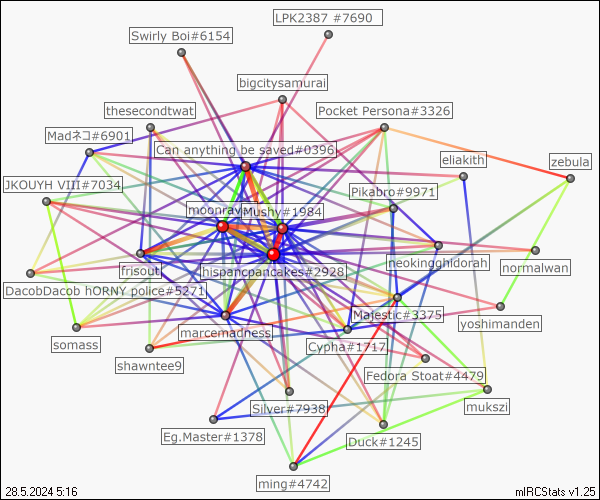 LPK2387 #7690
Swirly Boi#6154
bigcitysamurai
thesecondtwat
Pocket Persona#3326
Madネコ#6901
Can anything be saved#0396
eliakith
zebula
JKOUYH VIII#7034
Pikabro#9971
moonray
Mushy#1984
frisout
hispancpancakes#2928
neokingghidorah
normalwan
DacobDacob hORNY police#5271
Majestic#3375
yoshimanden
marcemadness
somass
Cypha#1717
shawntee9
Fedora Stoat#4479
Silver#7938
mukszi
Eg.Master#1378
Duck#1245
ming#4742
28.5.2024 5:16
mIRCStats v1.25